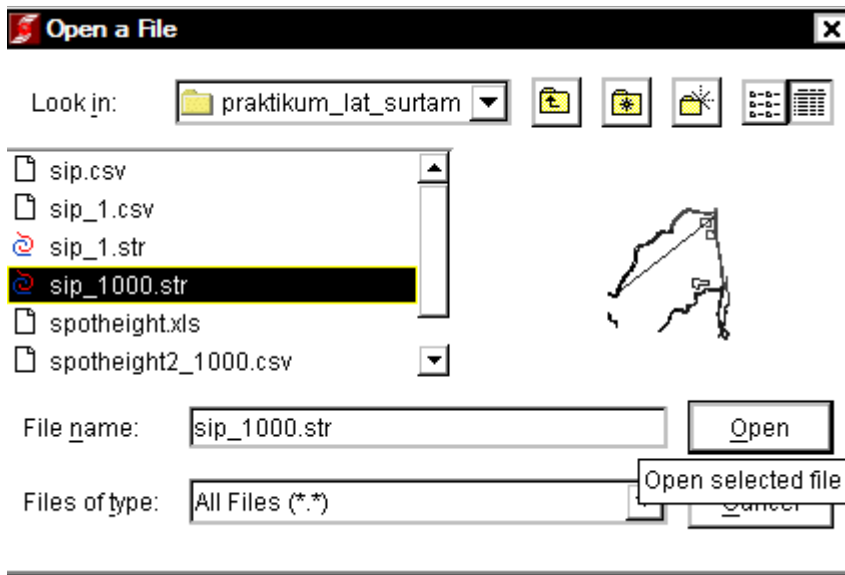 Open a File
Look in: praktikum_lat_surtam
sip.csv
sip_1.csv
sip_1.str
sip_1000.str
spotheight.xls
spotheight2_1000.csv
File name: sip_1000.str Open
Open selected file
Files of type: All Files (*.*) Cancel